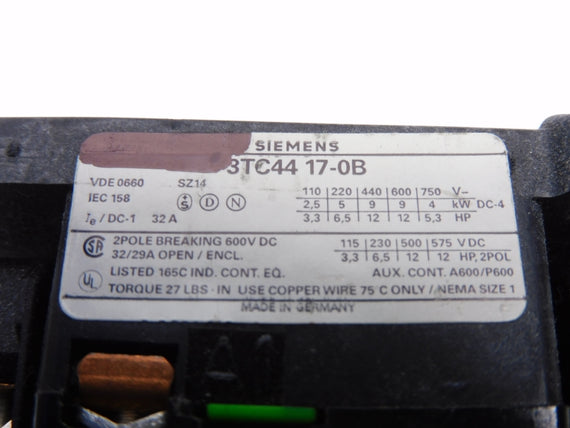 SIEMENS
3TC44 17-0B
VDE 0660 SZ14
IEC 158 S D N
Ie / DC-1 32 A
110 220 440 600 750 V–
2,5 5 9 9 4 kW DC-4
3,3 6,5 12 12 5,3 HP
SA 2POLE BREAKING 600V DC
32/29A OPEN / ENCL.
115 230 500 575 V DC
3,3 6,5 12 12 HP, 2POL
UL LISTED 165C IND. CONT. EQ. AUX. CONT. A600/P600
TORQUE 27 LBS · IN USE COPPER WIRE 75 C ONLY / NEMA SIZE 1
MADE IN GERMANY
A1